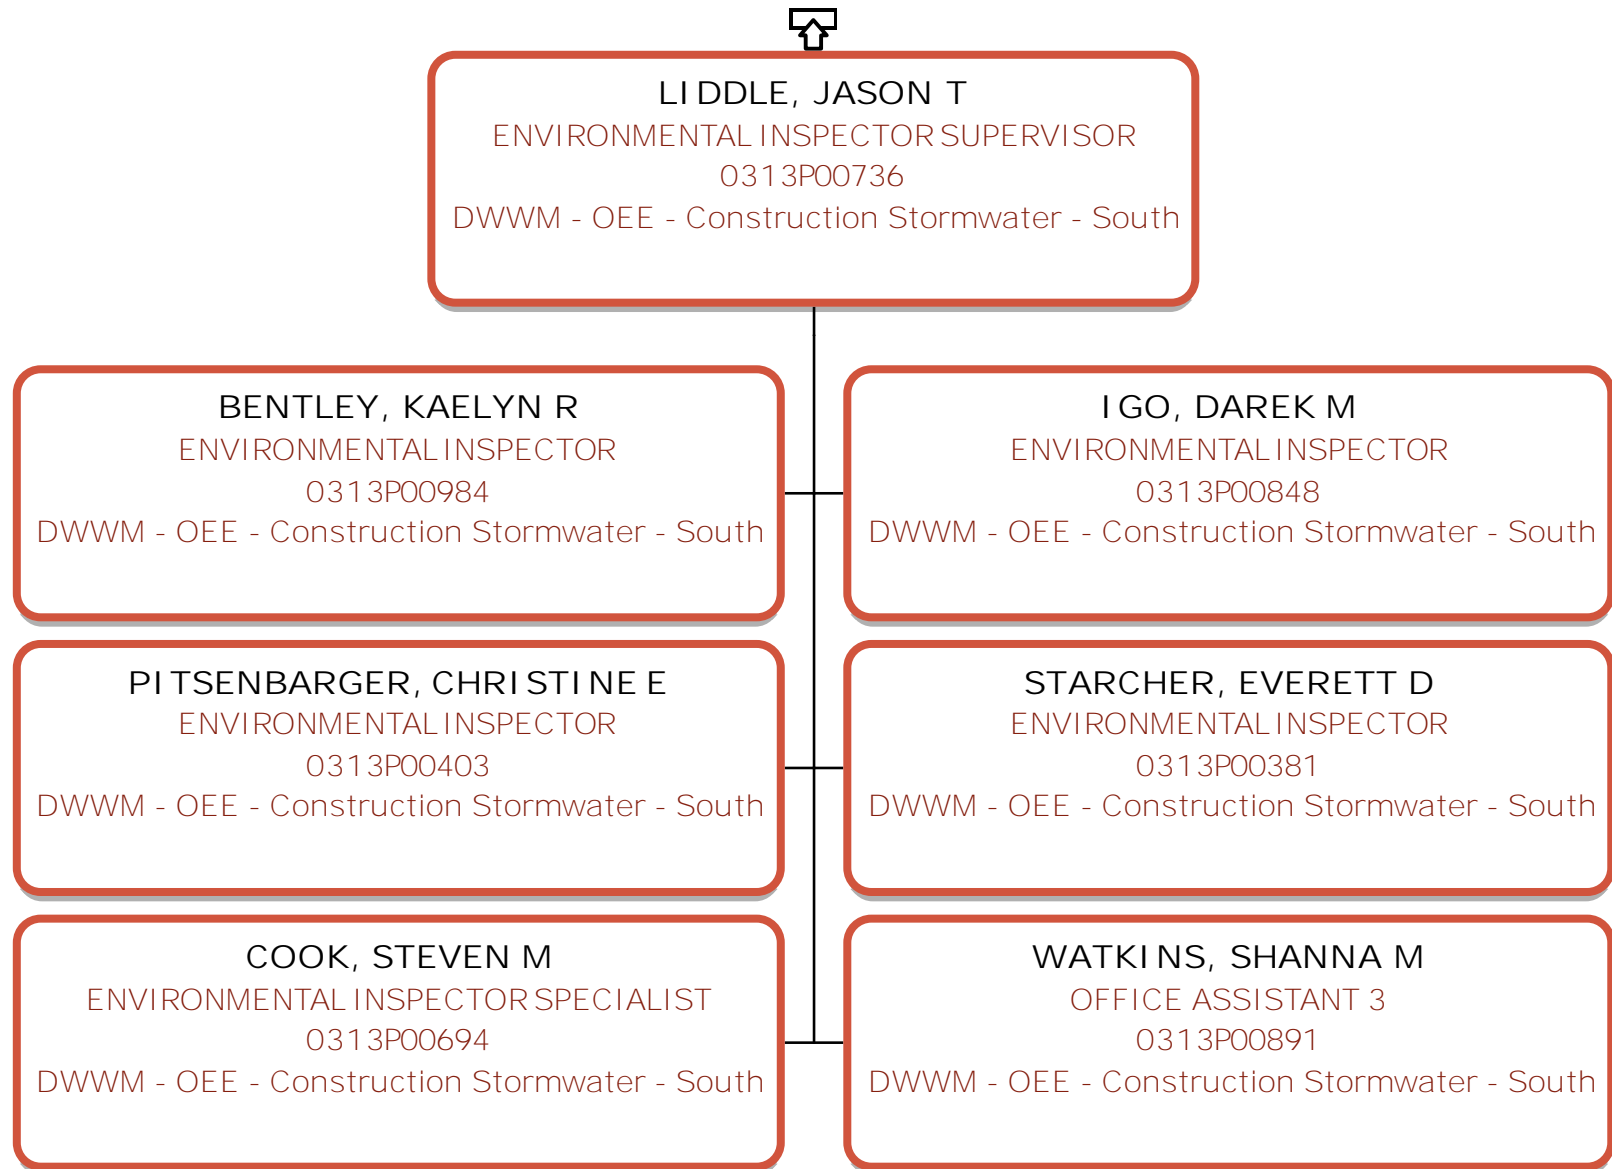 LIDDLE, JASON T
ENVIRONMENTAL INSPECTOR SUPERVISOR
0313P00736
DWWM - OEE - Construction Stormwater - South
BENTLEY, KAELYN R
ENVIRONMENTAL INSPECTOR
0313P00984
DWWM - OEE - Construction Stormwater - South
IGO, DAREK M
ENVIRONMENTAL INSPECTOR
0313P00848
DWWM - OEE - Construction Stormwater - South
PITSENBARGER, CHRISTINE E
ENVIRONMENTAL INSPECTOR
0313P00403
DWWM - OEE - Construction Stormwater - South
STARCHER, EVERETT D
ENVIRONMENTAL INSPECTOR
0313P00381
DWWM - OEE - Construction Stormwater - South
COOK, STEVEN M
ENVIRONMENTAL INSPECTOR SPECIALIST
0313P00694
DWWM - OEE - Construction Stormwater - South
WATKINS, SHANNA M
OFFICE ASSISTANT 3
0313P00891
DWWM - OEE - Construction Stormwater - South